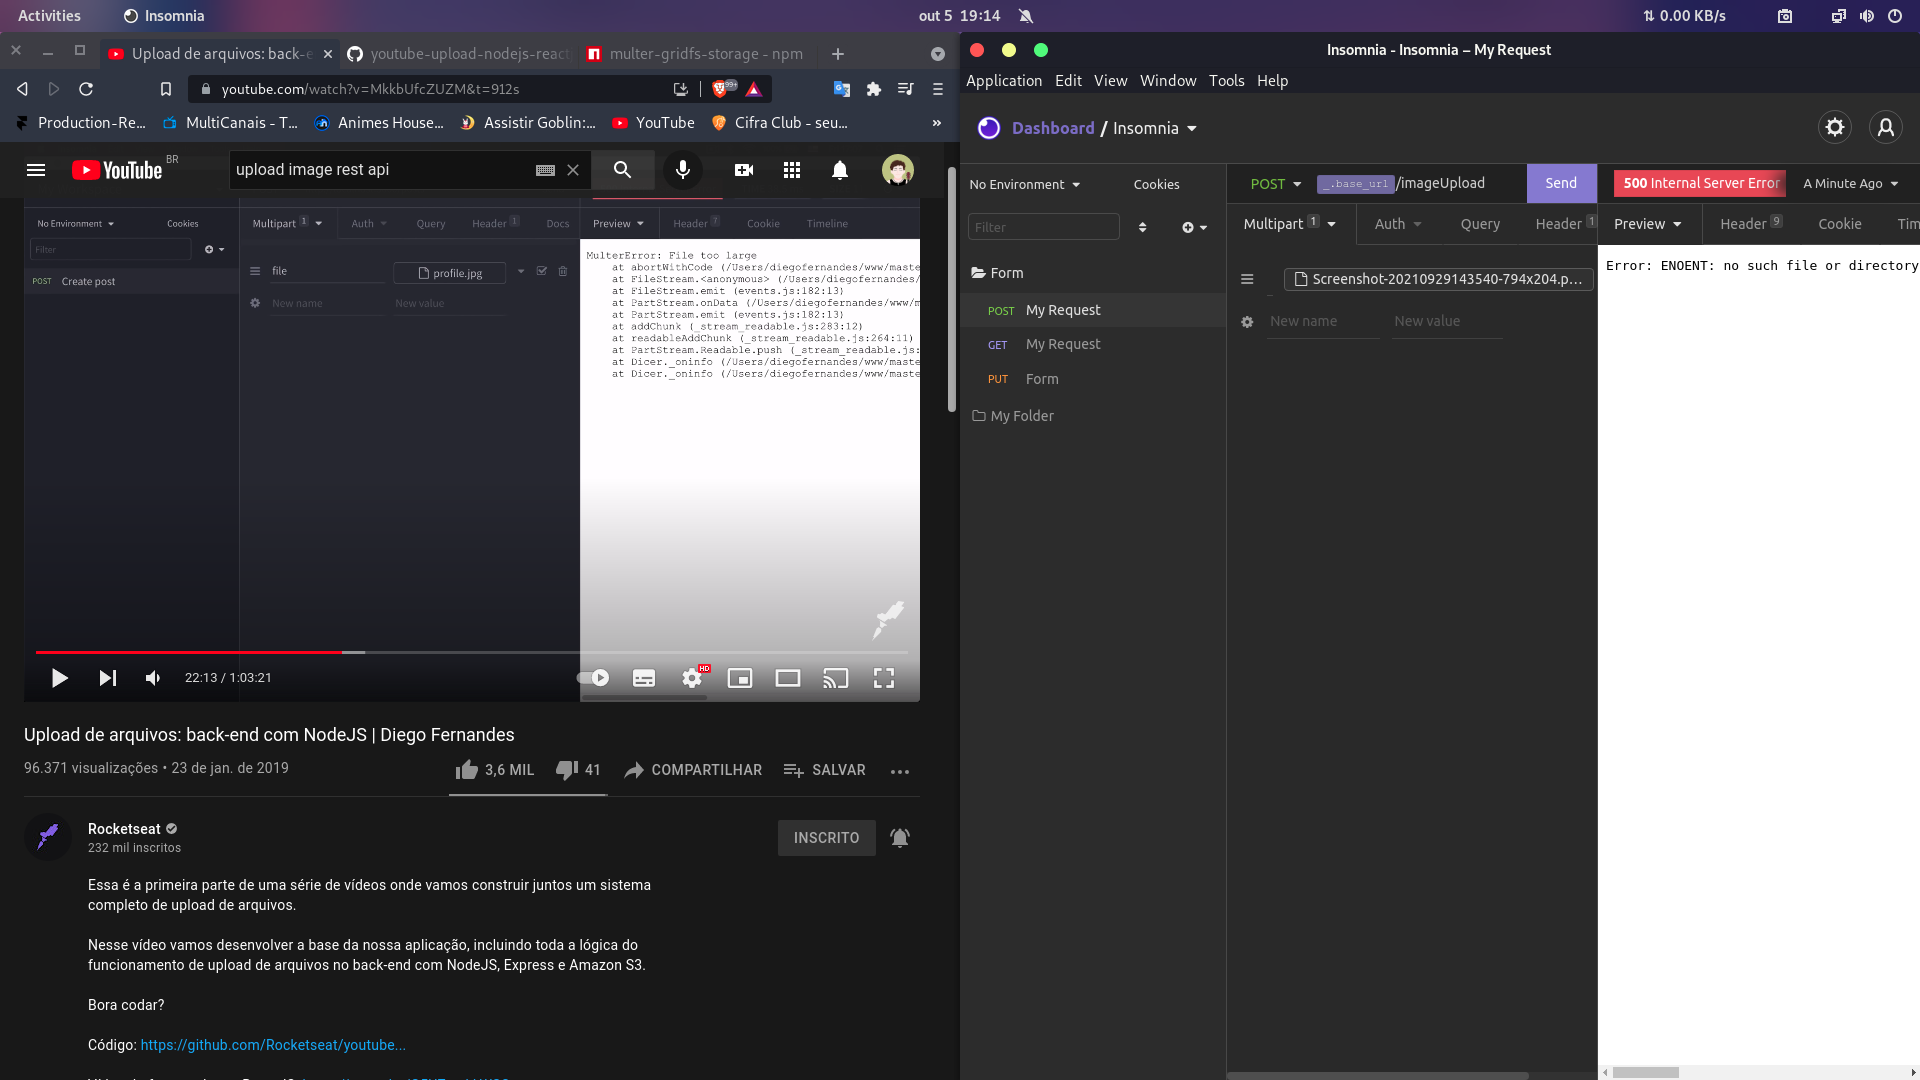 Activities
Insomnia
out 5 19:14
0.00 KB/s
Upload de arquivos: back-e
youtube-upload-nodejs-react
multer-gridfs-storage - npm
youtube.com/watch?v=MkkbUfcZUZM&t=912s
99+
Production-Re...
MultiCanais - T...
Animes House...
Assistir Goblin:...
YouTube
Cifra Club - seu...
»
YouTube BR
upload image rest api
No Environment
Cookies
Multipart 1
Auth
Query
Header 1
Docs
Preview
Header 7
Cookie
Timeline
Filter
POST Create post
file
profile.jpg
New name
New value
MulterError: File too large
at abortWithCode (/Users/diegofernandes/www/maste
at FileStream.<anonymous> (/Users/diegofernandes/
at FileStream.emit (events.js:182:13)
at PartStream.onData (/Users/diegofernandes/www/m
at PartStream.emit (events.js:182:13)
at addChunk (_stream_readable.js:283:12)
at readableAddChunk (_stream_readable.js:264:11)
at PartStream.Readable.push (_stream_readable.js:
at Dicer._oninfo (/Users/diegofernandes/www/maste
at Dicer._oninfo (/Users/diegofernandes/www/maste
22:13 / 1:03:21
HD
Upload de arquivos: back-end com NodeJS | Diego Fernandes
96.371 visualizações • 23 de jan. de 2019
3,6 MIL
41
COMPARTILHAR
SALVAR
Rocketseat
232 mil inscritos
INSCRITO
Essa é a primeira parte de uma série de vídeos onde vamos construir juntos um sistema
completo de upload de arquivos.
Nesse vídeo vamos desenvolver a base da nossa aplicação, incluindo toda a lógica do
funcionamento de upload de arquivos no back-end com NodeJS, Express e Amazon S3.
Bora codar?
Código: https://github.com/Rocketseat/youtube...
Insomnia - Insomnia – My Request
Application Edit View Window Tools Help
Dashboard / Insomnia
No Environment
Cookies
POST
_.base_url/imageUpload
Send
500 Internal Server Error
A Minute Ago
Filter
Multipart 1
Auth
Query
Header 1
Preview
Header 9
Cookie
Tim
Form
POST My Request
GET My Request
PUT Form
My Folder
Screenshot-20210929143540-794x204.p...
New name
New value
Error: ENOENT: no such file or directory